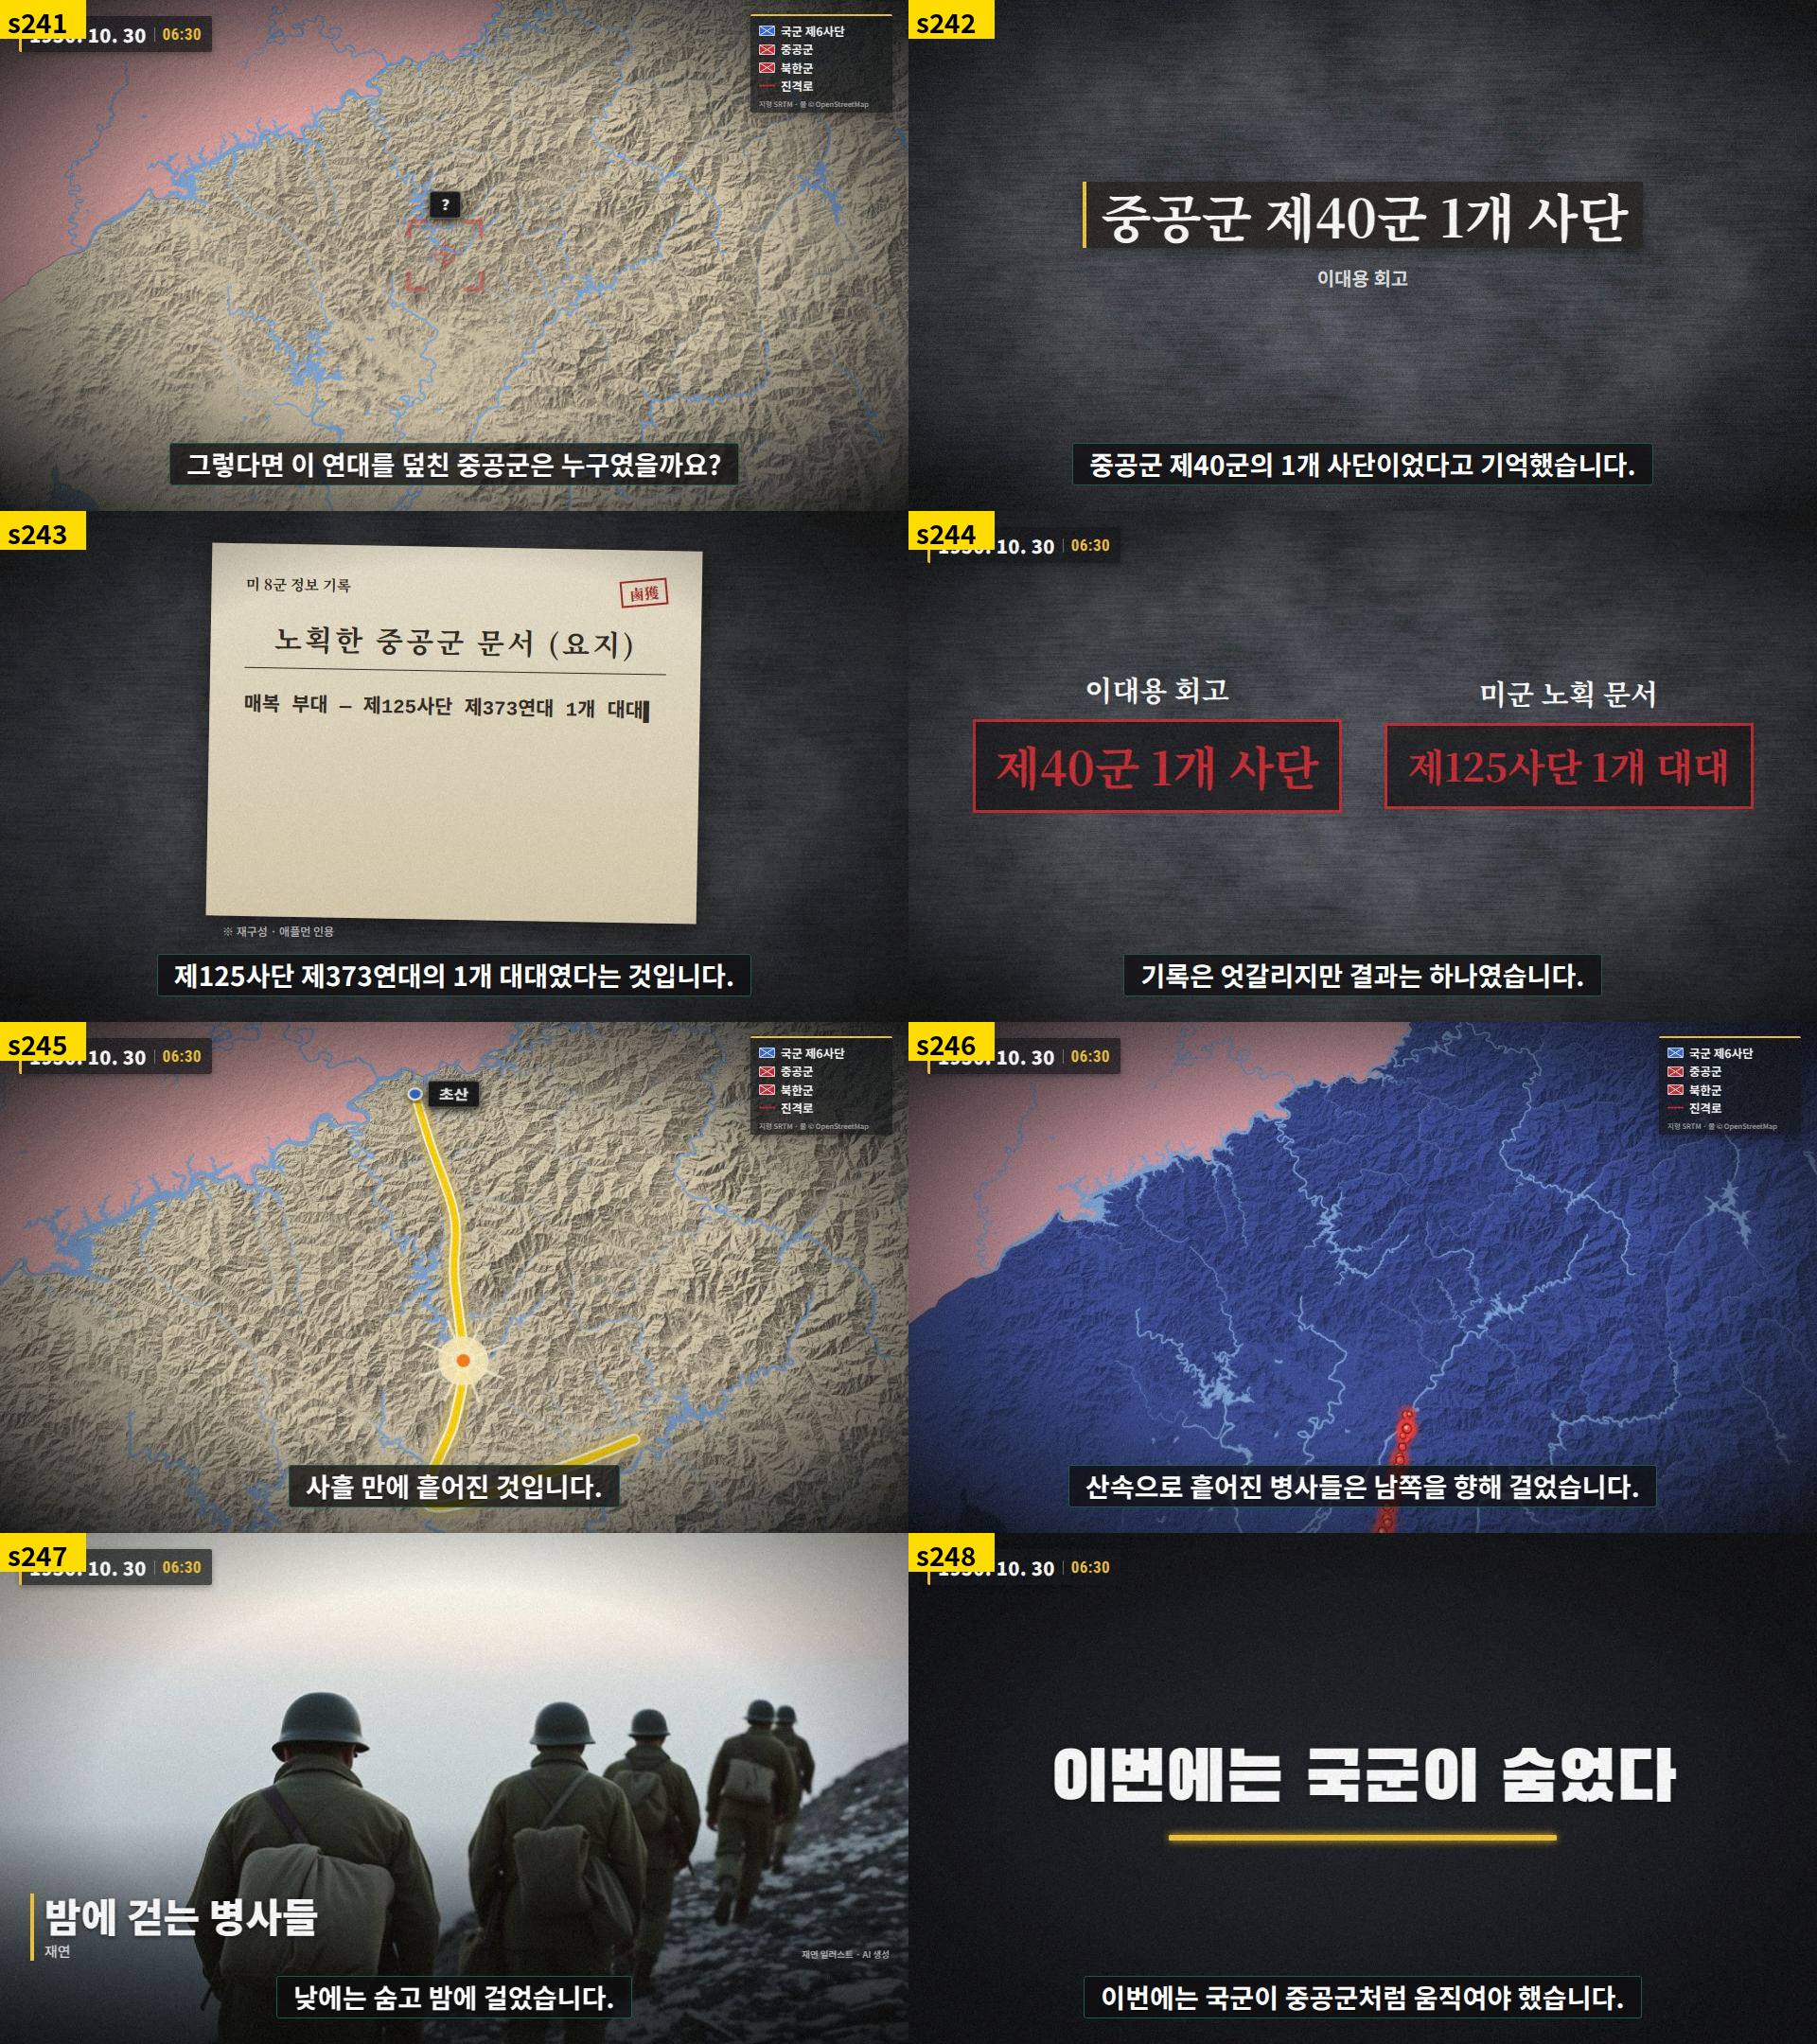 s241
10. 30 06:30
국군 제6사단
중공군
북한군
진격로
지형 SRTM · 물 © OpenStreetMap
?
그렇다면 이 연대를 덮친 중공군은 누구였을까요?
s242
중공군 제40군 1개 사단
이대용 회고
중공군 제40군의 1개 사단이었다고 기억했습니다.
s243
미 8군 정보 기록
鹵獲
노획한 중공군 문서 (요지)
매복 부대 — 제125사단 제373연대 1개 대대
※ 재구성 · 애플먼 인용
제125사단 제373연대의 1개 대대였다는 것입니다.
s244
10. 30 06:30
이대용 회고
제40군 1개 사단
미군 노획 문서
제125사단 1개 대대
기록은 엇갈리지만 결과는 하나였습니다.
s245
10. 30 06:30
초산
국군 제6사단
중공군
북한군
진격로
지형 SRTM · 물 © OpenStreetMap
사흘 만에 흩어진 것입니다.
s246
10. 30 06:30
국군 제6사단
중공군
북한군
진격로
지형 SRTM · 물 © OpenStreetMap
산속으로 흩어진 병사들은 남쪽을 향해 걸었습니다.
s247
10. 30 06:30
밤에 걷는 병사들
재연
재연 일러스트 · AI 생성
낮에는 숨고 밤에 걸었습니다.
s248
10. 30 06:30
이번에는 국군이 숨었다
이번에는 국군이 중공군처럼 움직여야 했습니다.